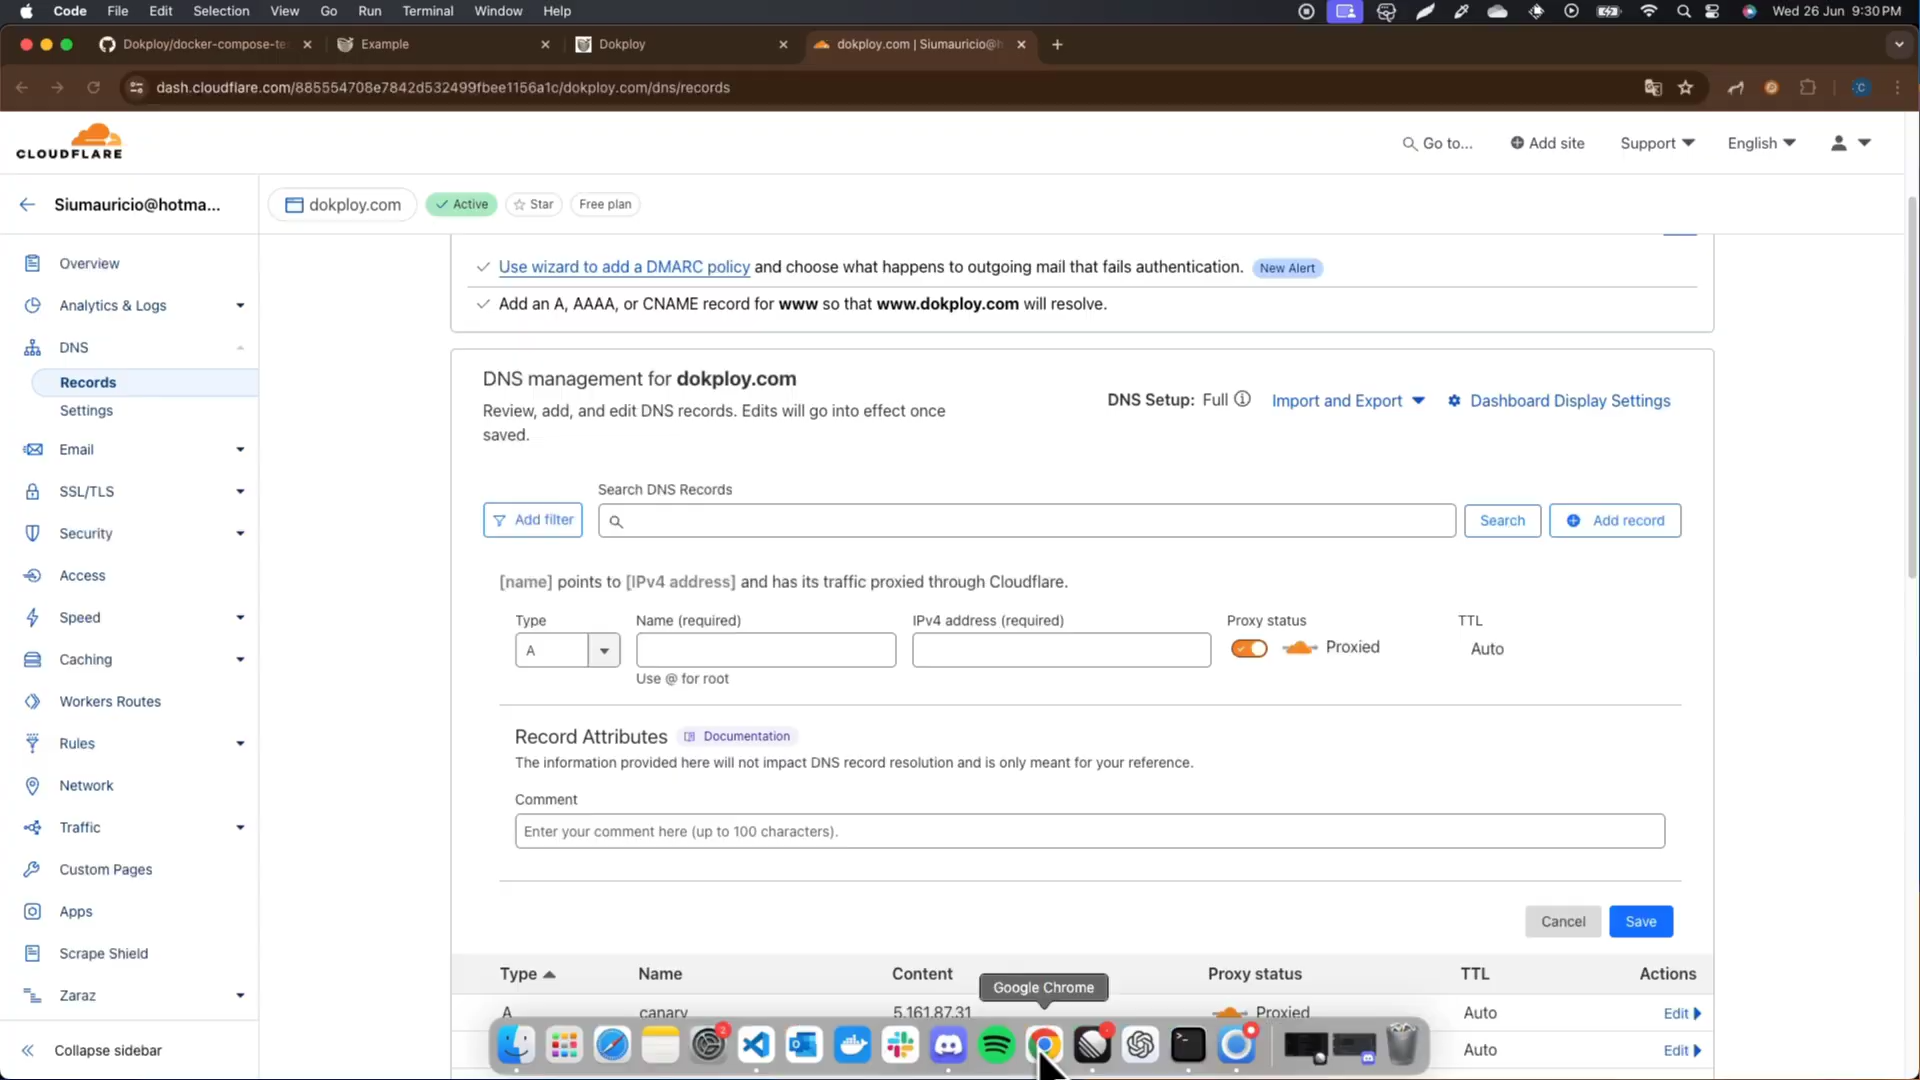 Code File Edit Selection View Go Run Terminal Window Help Wed 26 Jun 9:30 PM
Dokploy/docker-compose-te Example Dokploy dokploy.com | Siumauricio@h
dash.cloudflare.com/885554708e7842d532499fbee1156a1c/dokploy.com/dns/records
CLOUDFLARE
Go to... Add site Support English
Siumauricio@hotma... dokploy.com Active Star Free plan
Overview
Analytics & Logs
DNS
Records
Settings
Email
SSL/TLS
Security
Access
Speed
Caching
Workers Routes
Rules
Network
Traffic
Custom Pages
Apps
Scrape Shield
Zaraz
Collapse sidebar
Use wizard to add a DMARC policy and choose what happens to outgoing mail that fails authentication. New Alert
Add an A, AAAA, or CNAME record for www so that www.dokploy.com will resolve.
DNS management for dokploy.com
Review, add, and edit DNS records. Edits will go into effect once
saved.
DNS Setup: Full Import and Export Dashboard Display Settings
Search DNS Records
Add filter Search Add record
[name] points to [IPv4 address] and has its traffic proxied through Cloudflare.
Type Name (required) IPv4 address (required) Proxy status TTL
A Proxied Auto
Use @ for root
Record Attributes Documentation
The information provided here will not impact DNS record resolution and is only meant for your reference.
Comment
Enter your comment here (up to 100 characters).
Cancel Save
Type Name Content Proxy status TTL Actions
Google Chrome
A canary 5.161.87.31 Proxied Auto Edit
Auto Edit
2